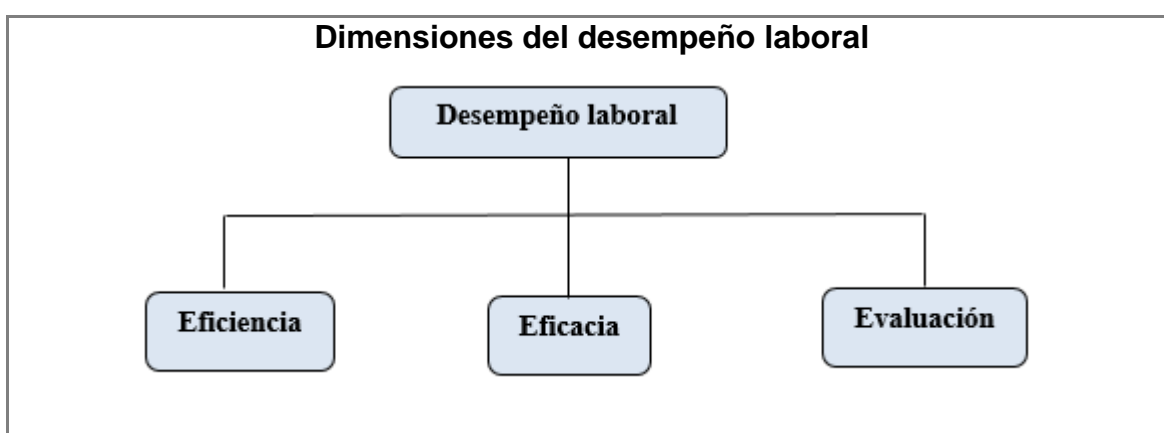 Dimensiones del desempeño laboral
Desempeño laboral
Eficiencia
Eficacia
Evaluación